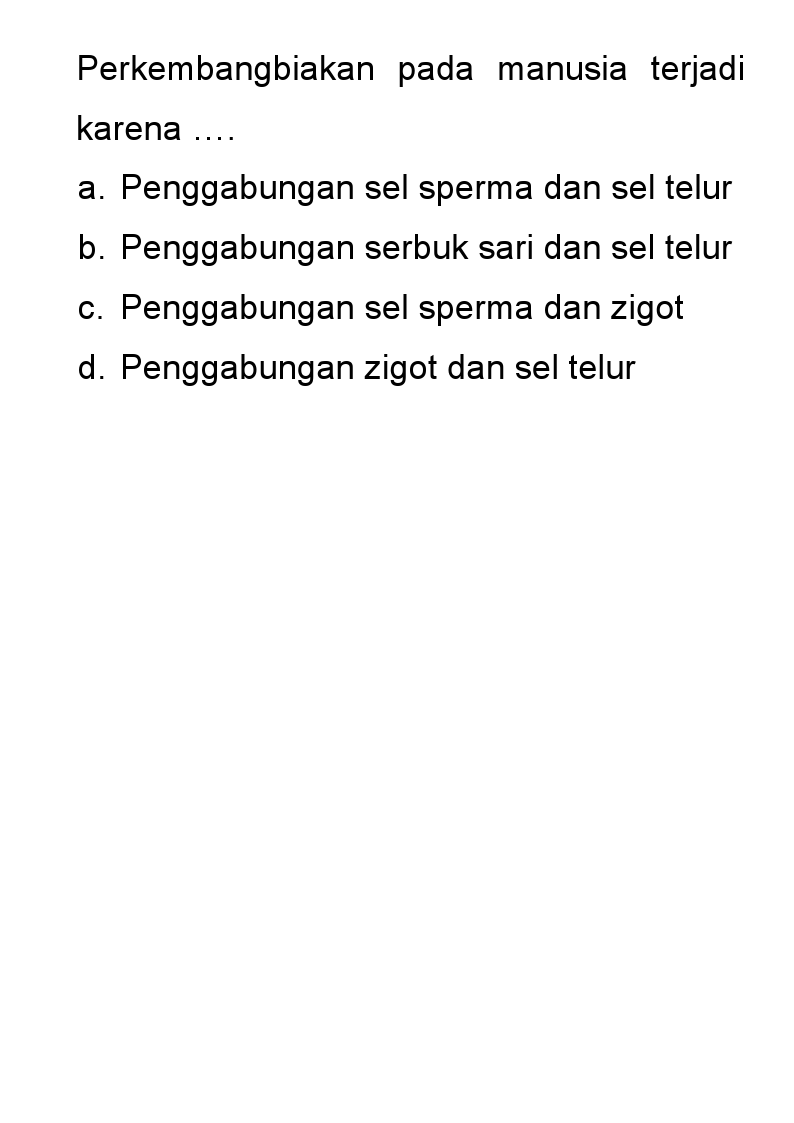 Perkembangbiakan pada manusia terjadi
karena ....
a. Penggabungan sel sperma dan sel telur
b. Penggabungan serbuk sari dan sel telur
c. Penggabungan sel sperma dan zigot
d. Penggabungan zigot dan sel telur